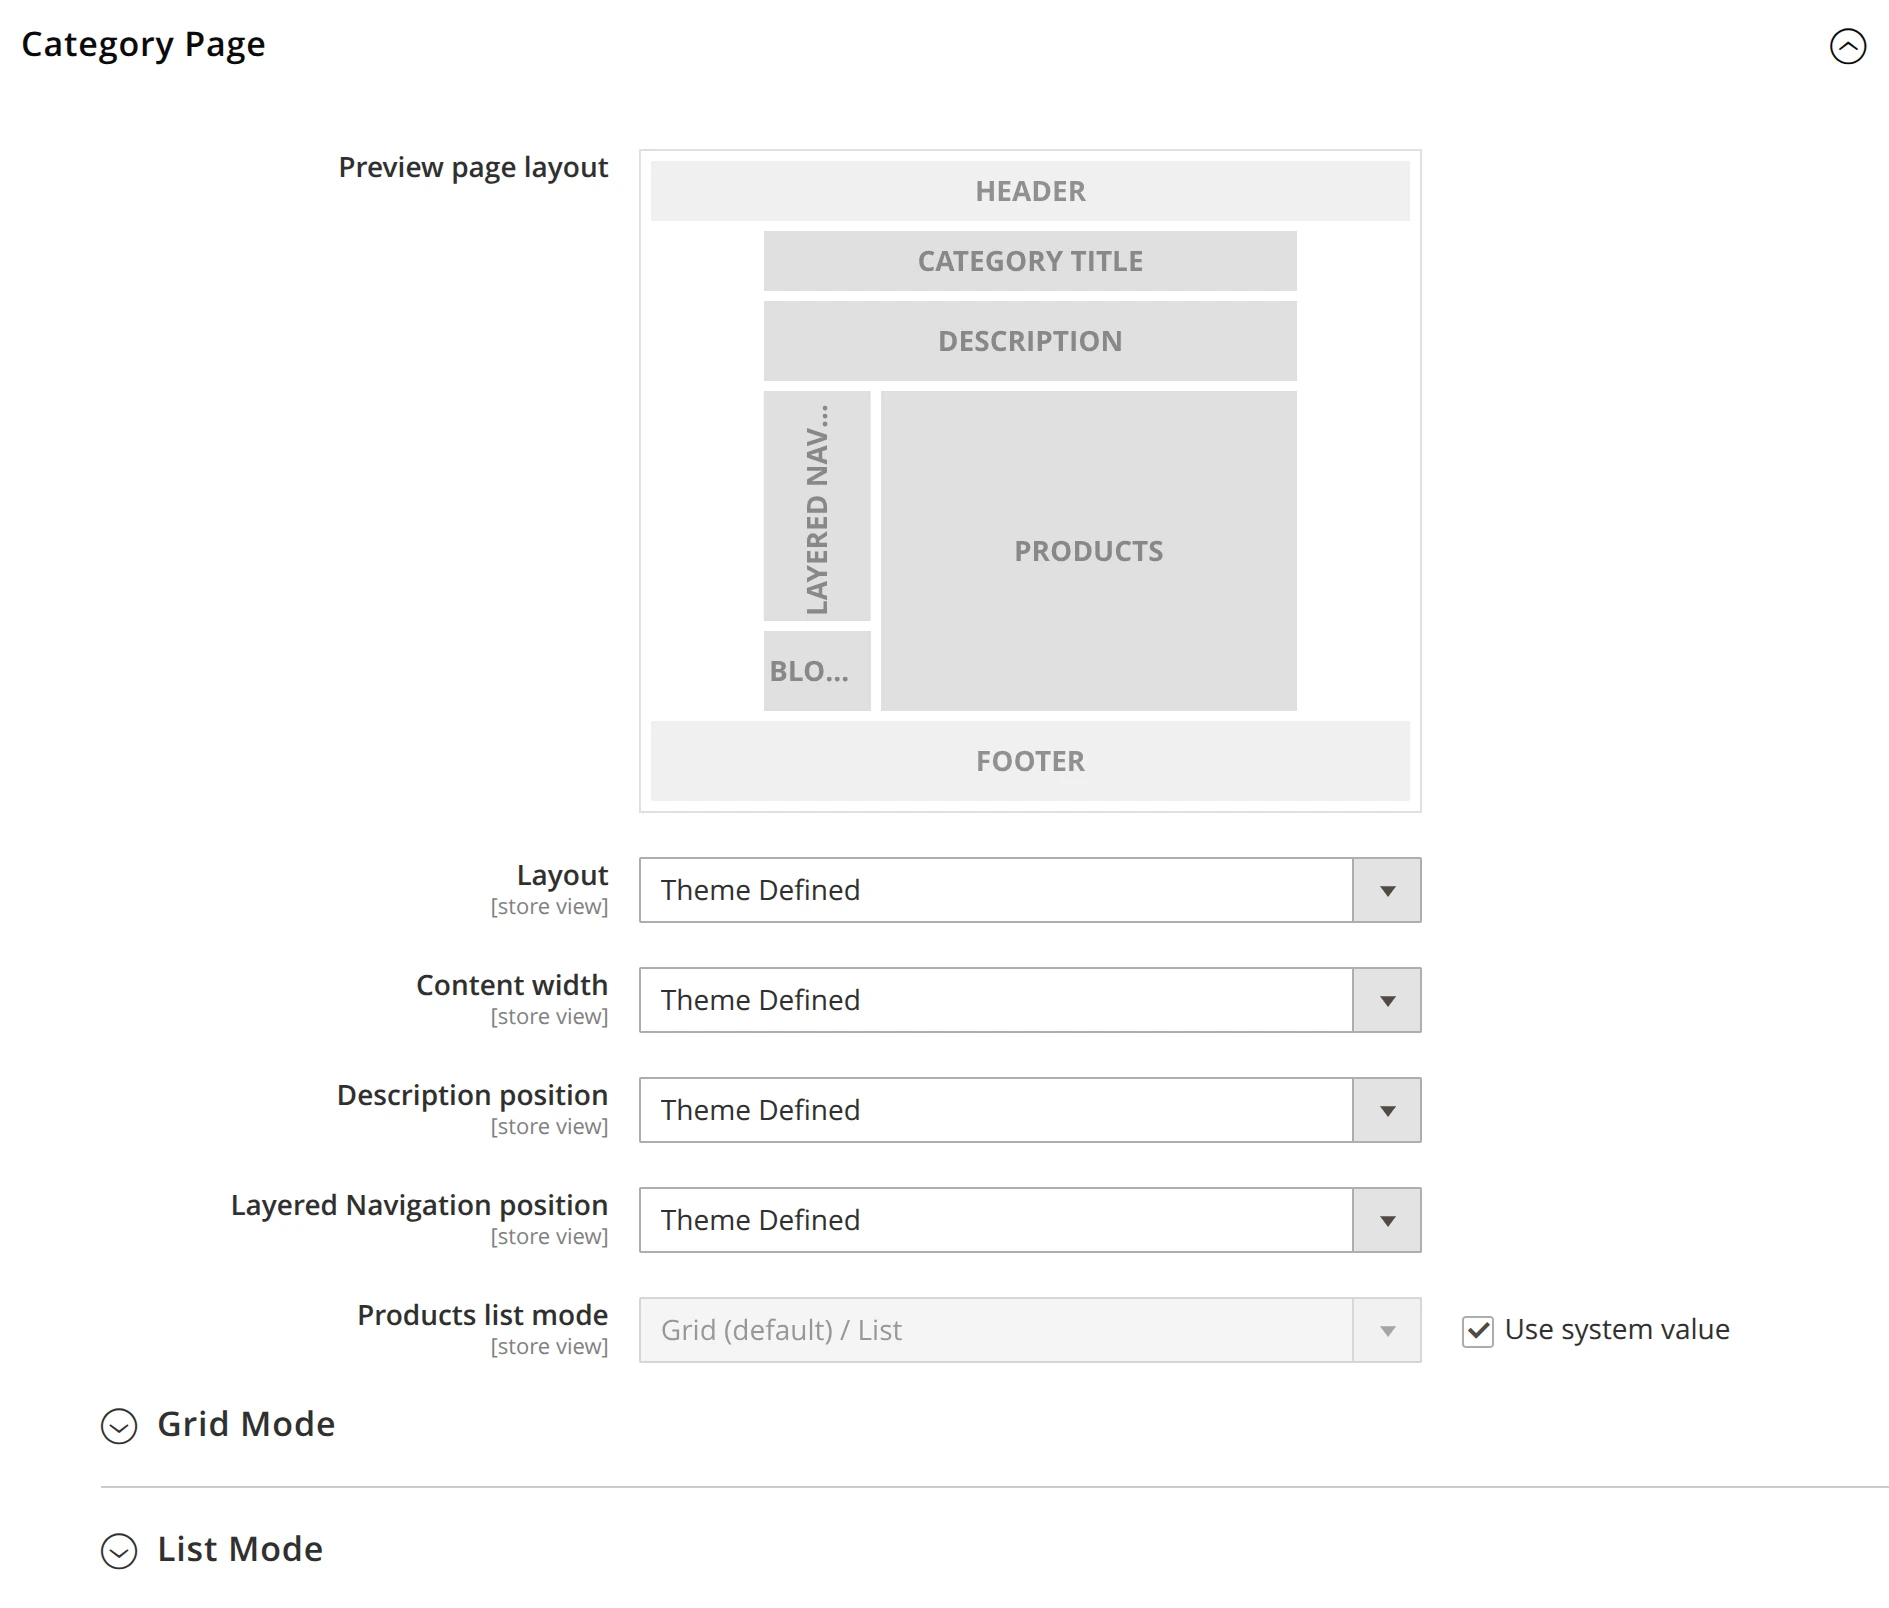 Category Page
Preview page layout
HEADER
CATEGORY TITLE
DESCRIPTION
LAYERED NAV...
PRODUCTS
BLO...
FOOTER
Layout
[store view]
Theme Defined
Content width
[store view]
Theme Defined
Description position
[store view]
Theme Defined
Layered Navigation position
[store view]
Theme Defined
Products list mode
[store view]
Grid (default) / List
Use system value
Grid Mode
List Mode